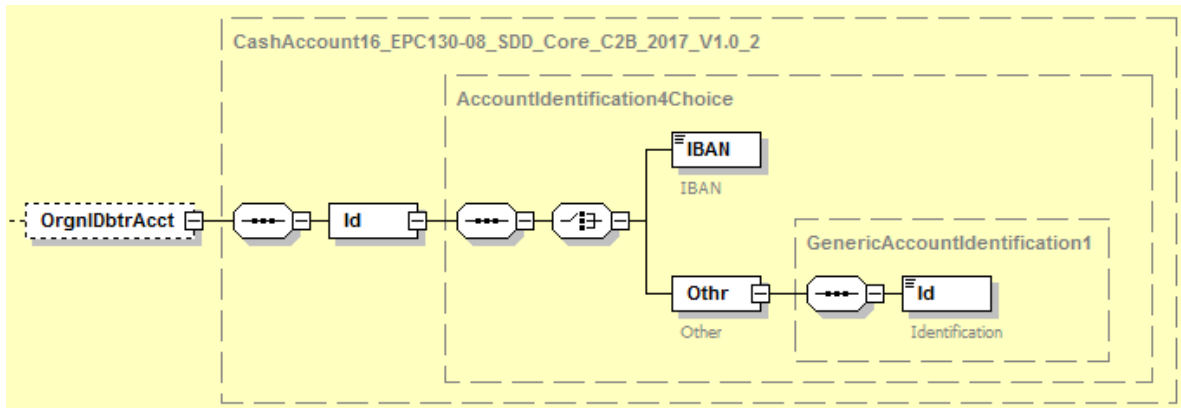 CashAccount16_EPC130-08_SDD_Core_C2B_2017_V1.0_2
AccountIdentification4Choice
IBAN
IBAN
OrgnlDbtrAcct
Id
GenericAccountIdentification1
Othr
Id
Other
Identification